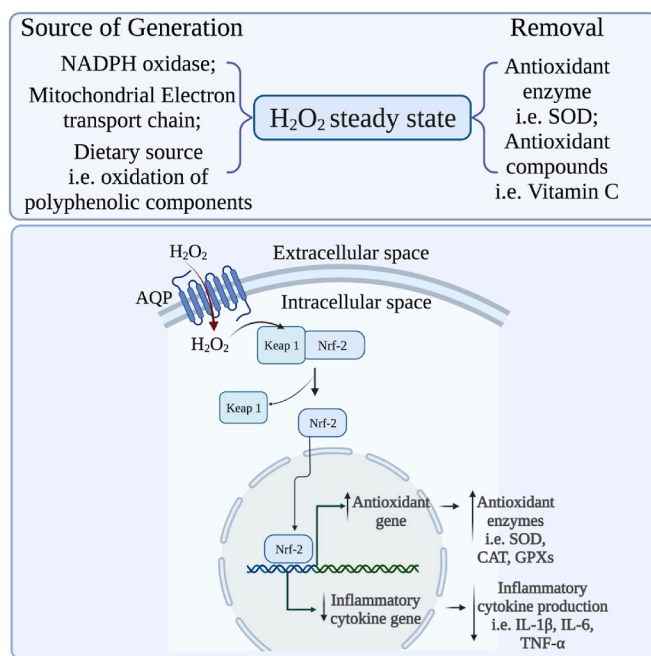 Source of Generation
NADPH oxidase;
Mitochondrial Electron
transport chain;
Dietary source
i.e. oxidation of
polyphenolic components
H₂O₂ steady state
Removal
Antioxidant
enzyme
i.e. SOD;
Antioxidant
compounds
i.e. Vitamin C
H₂O₂
Extracellular space
AQP
Intracellular space
H₂O₂
Keap 1
Nrf-2
Keap 1
Nrf-2
Antioxidant
gene
Antioxidant
enzymes
i.e. SOD,
CAT, GPXs
Nrf-2
Inflammatory
cytokine gene
Inflammatory
cytokine production
i.e. IL-1β, IL-6,
TNF-α